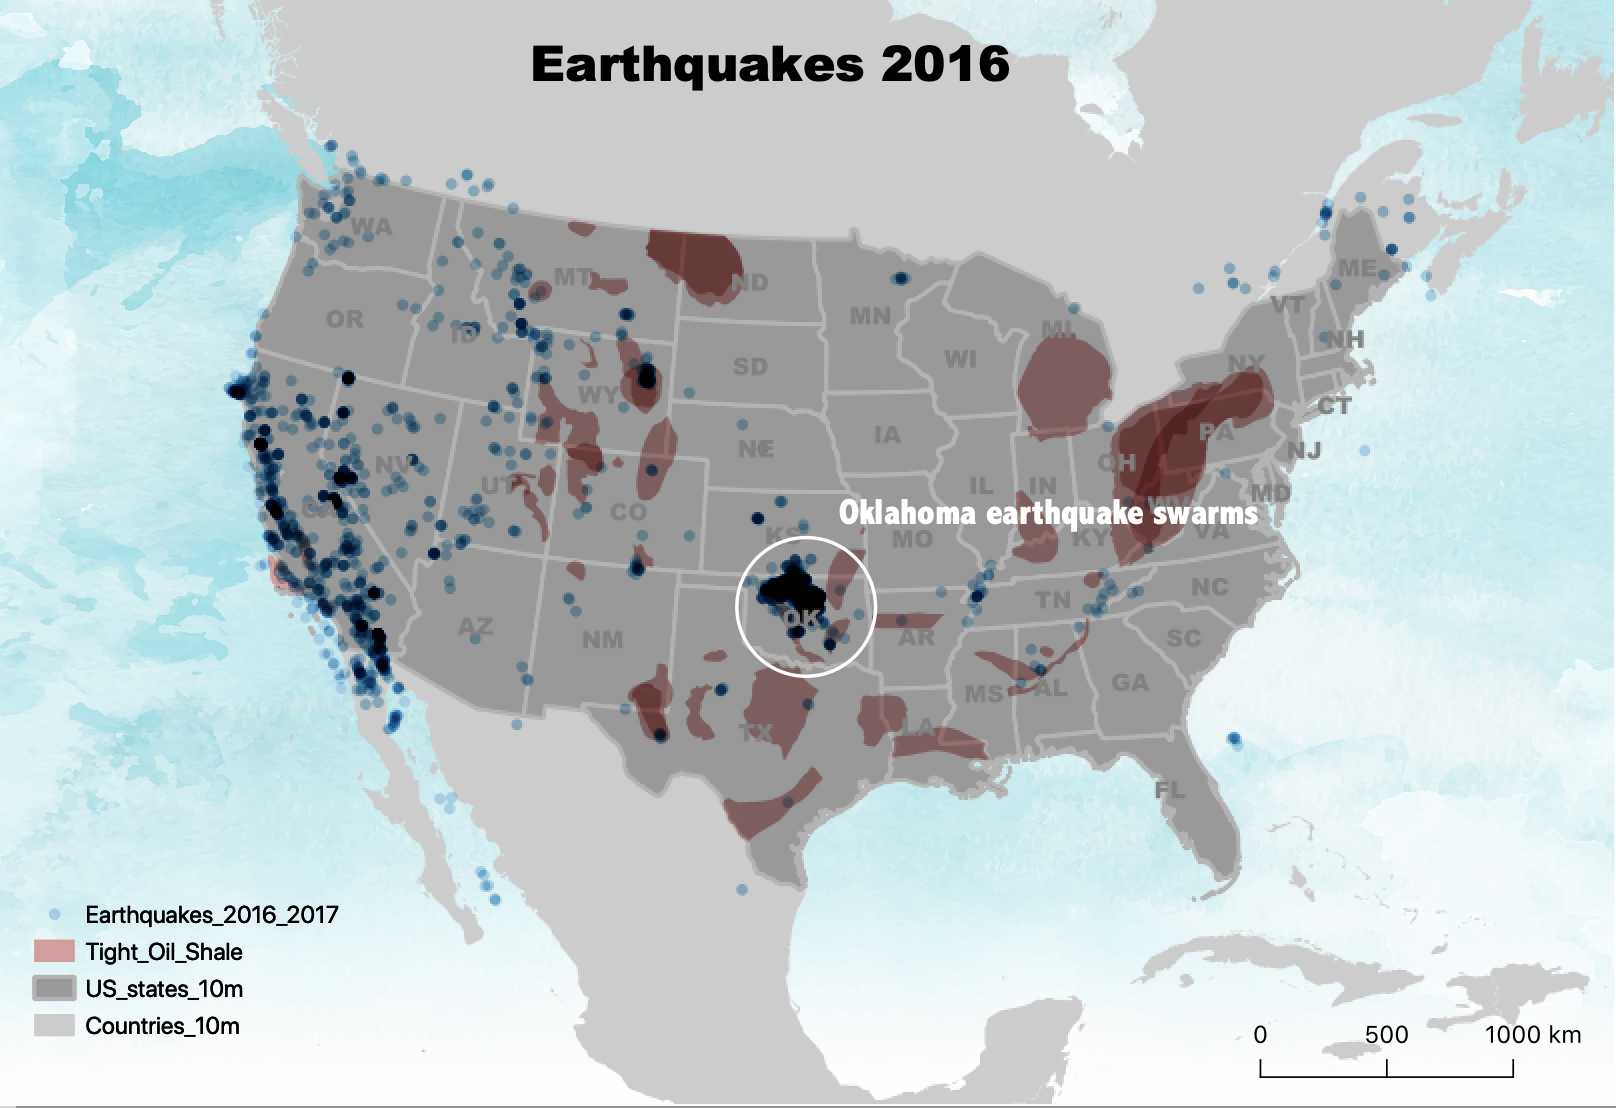 Earthquakes 2016
WA
MT
ND
OR
ID
MN
MI
ME
VT
NH
SD
WI
NY
WY
CT
NE
IA
PA
NJ
NV
UT
CO
IL
IN
OH
WV
MD
CA
Oklahoma earthquake swarms
KS
MO
KY
VA
AZ
NM
OK
AR
TN
NC
SC
MS
AL
GA
TX
LA
FL
Earthquakes_2016_2017
Tight_Oil_Shale
US_states_10m
Countries_10m
0 500 1000 km